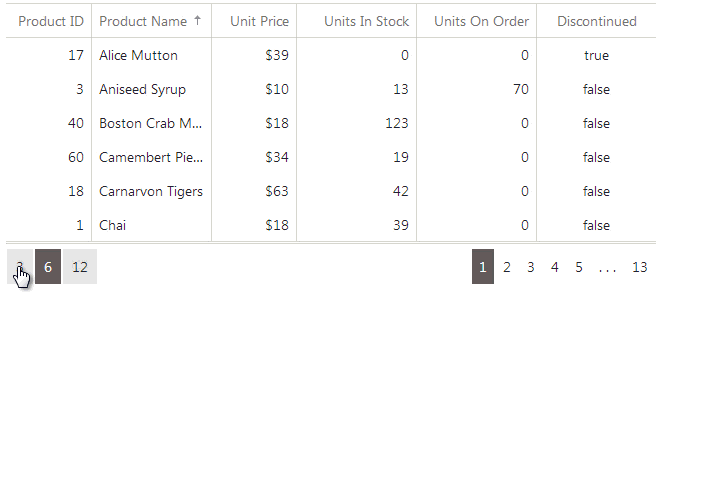 Product ID Product Name ↑ Unit Price Units In Stock Units On Order Discontinued
17 Alice Mutton $39 0 0 true
3 Aniseed Syrup $10 13 70 false
40 Boston Crab M... $18 123 0 false
60 Camembert Pie... $34 19 0 false
18 Carnarvon Tigers $63 42 0 false
1 Chai $18 39 0 false
6 12 1 2 3 4 5 ... 13